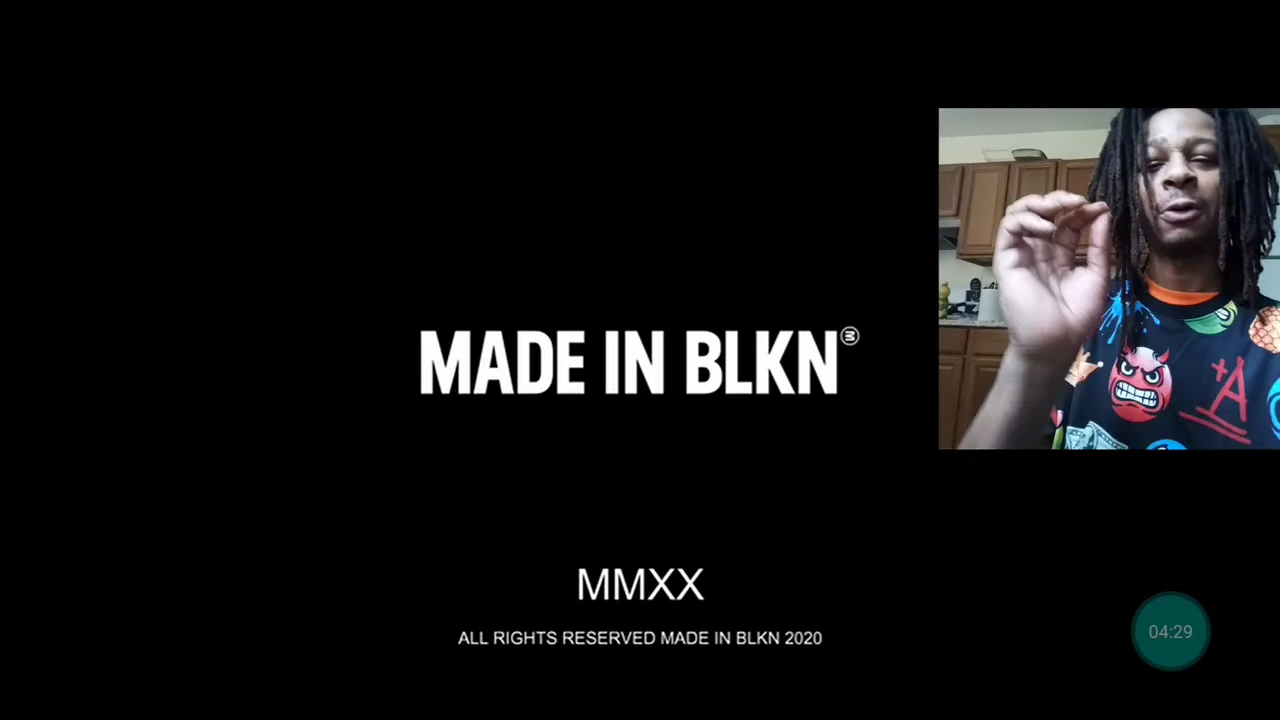 MADE IN BLKN
MMXX
ALL RIGHTS RESERVED MADE IN BLKN 2020
04:29
+A